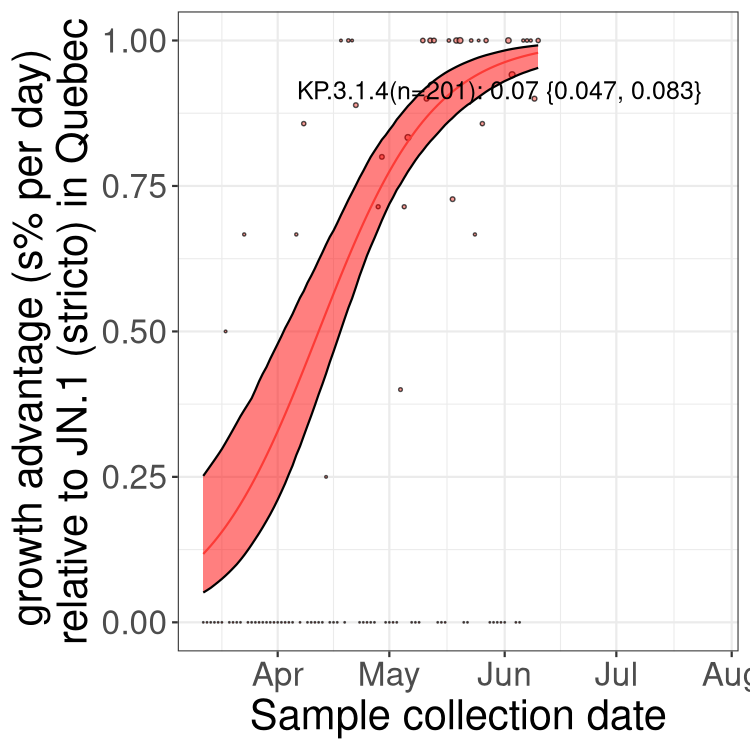 growth advantage (s% per day)
relative to JN.1 (stricto) in Quebec
1.00
0.75
0.50
0.25
0.00
KP.3.1.4(n=201): 0.07 {0.047, 0.083}
Apr May Jun Jul Aug
Sample collection date